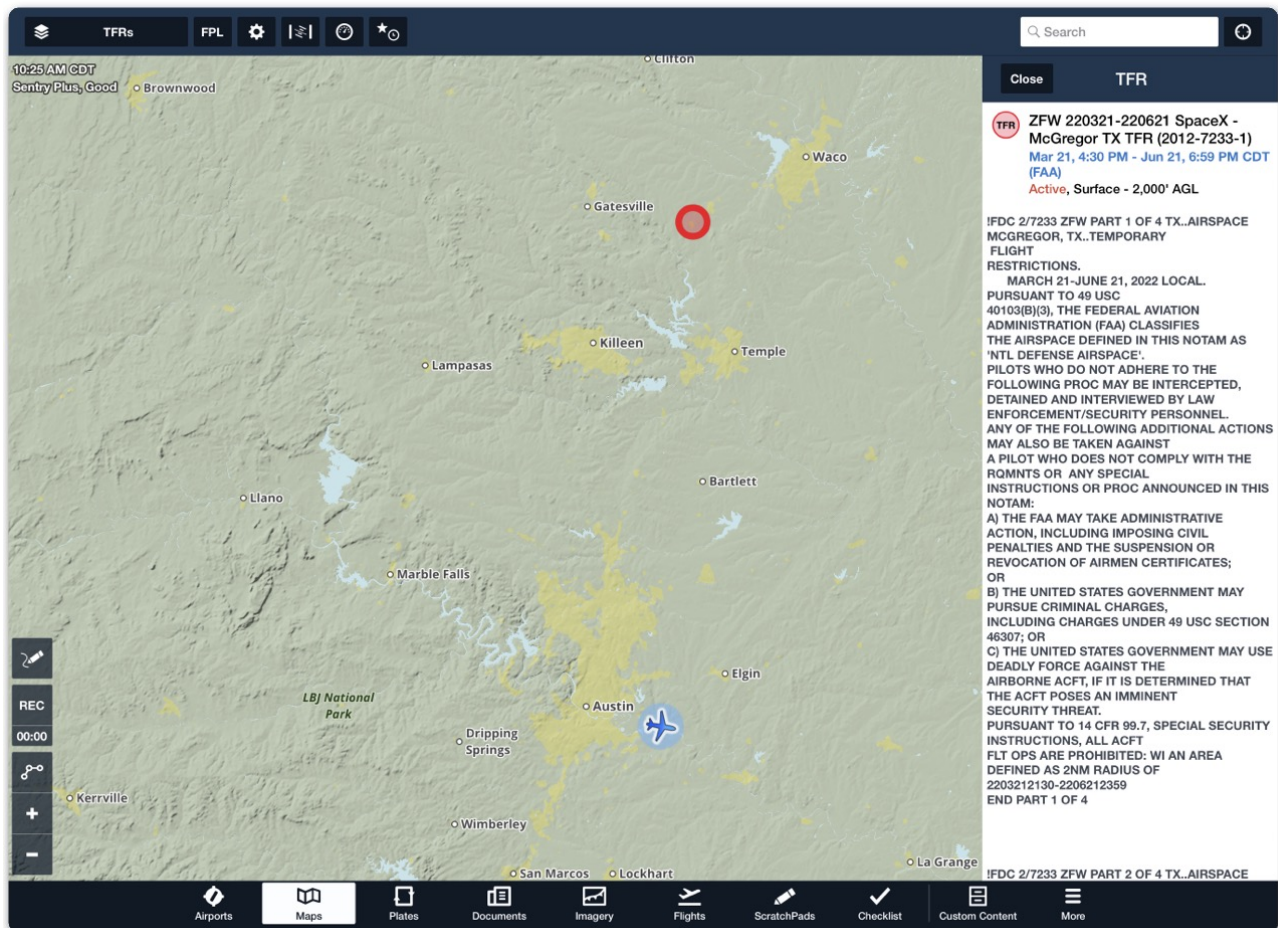 TFRs
FPL
Search
10:25 AM CDT
Sentry Plus, Good
Brownwood
Clifton
Waco
Gatesville
Killeen
Temple
Lampasas
Bartlett
Llano
Marble Falls
Elgin
LBJ National
Park
Austin
Dripping
Springs
Kerrville
Wimberley
La Grange
San Marcos
Lockhart
REC
00:00
Close
TFR
TFR
ZFW 220321-220621 SpaceX -
McGregor TX TFR (2012-7233-1)
Mar 21, 4:30 PM - Jun 21, 6:59 PM CDT
(FAA)
Active, Surface - 2,000' AGL
!FDC 2/7233 ZFW PART 1 OF 4 TX..AIRSPACE
MCGREGOR, TX..TEMPORARY
FLIGHT
RESTRICTIONS.
MARCH 21-JUNE 21, 2022 LOCAL.
PURSUANT TO 49 USC
40103(B)(3), THE FEDERAL AVIATION
ADMINISTRATION (FAA) CLASSIFIES
THE AIRSPACE DEFINED IN THIS NOTAM AS
'NTL DEFENSE AIRSPACE'.
PILOTS WHO DO NOT ADHERE TO THE
FOLLOWING PROC MAY BE INTERCEPTED,
DETAINED AND INTERVIEWED BY LAW
ENFORCEMENT/SECURITY PERSONNEL.
ANY OF THE FOLLOWING ADDITIONAL ACTIONS
MAY ALSO BE TAKEN AGAINST
A PILOT WHO DOES NOT COMPLY WITH THE
RQMNTS OR ANY SPECIAL
INSTRUCTIONS OR PROC ANNOUNCED IN THIS
NOTAM:
A) THE FAA MAY TAKE ADMINISTRATIVE
ACTION, INCLUDING IMPOSING CIVIL
PENALTIES AND THE SUSPENSION OR
REVOCATION OF AIRMEN CERTIFICATES;
OR
B) THE UNITED STATES GOVERNMENT MAY
PURSUE CRIMINAL CHARGES,
INCLUDING CHARGES UNDER 49 USC SECTION
46307; OR
C) THE UNITED STATES GOVERNMENT MAY USE
DEADLY FORCE AGAINST THE
AIRBORNE ACFT, IF IT IS DETERMINED THAT
THE ACFT POSES AN IMMINENT
SECURITY THREAT.
PURSUANT TO 14 CFR 99.7, SPECIAL SECURITY
INSTRUCTIONS, ALL ACFT
FLT OPS ARE PROHIBITED: WI AN AREA
DEFINED AS 2NM RADIUS OF
2203212130-2206212359
END PART 1 OF 4
!FDC 2/7233 ZFW PART 2 OF 4 TX..AIRSPACE
Airports
Maps
Plates
Documents
Imagery
Flights
ScratchPads
Checklist
Custom Content
More